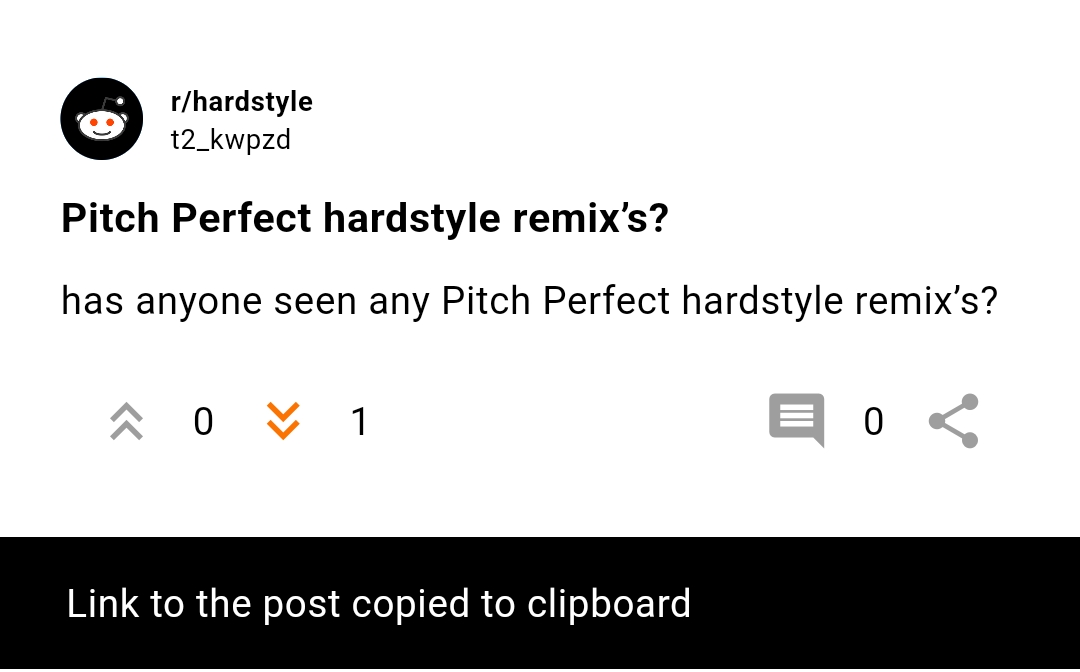 r/hardstyle
t2_kwpzd
Pitch Perfect hardstyle remix’s?
has anyone seen any Pitch Perfect hardstyle remix’s?
0 1 0
Link to the post copied to clipboard